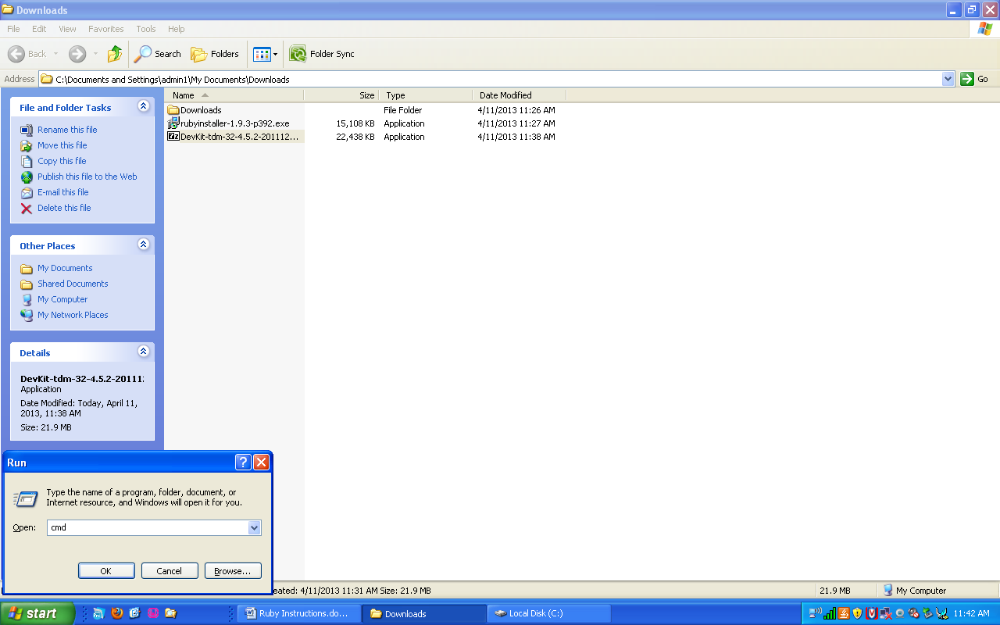 Downloads
File Edit View Favorites Tools Help
Back Search Folders Folder Sync
Address C:\Documents and Settings\admin1\My Documents\Downloads Go
File and Folder Tasks
Rename this file
Move this file
Copy this file
Publish this file to the Web
E-mail this file
Delete this file
Other Places
My Documents
Shared Documents
My Computer
My Network Places
Details
DevKit-tdm-32-4.5.2-20111
Application
Date Modified: Today, April 11,
2013, 11:38 AM
Size: 21.9 MB
Name Size Type Date Modified
Downloads File Folder 4/11/2013 11:26 AM
rubyinstaller-1.9.3-p392.exe 15,108 KB Application 4/11/2013 11:27 AM
DevKit-tdm-32-4.5.2-201112... 22,438 KB Application 4/11/2013 11:38 AM
Run
Type the name of a program, folder, document, or
Internet resource, and Windows will open it for you.
Open: cmd
OK Cancel Browse...
eated: 4/11/2013 11:31 AM Size: 21.9 MB 21.9 MB My Computer
start Ruby Instructions.do... Downloads Local Disk (C:) 11:42 AM